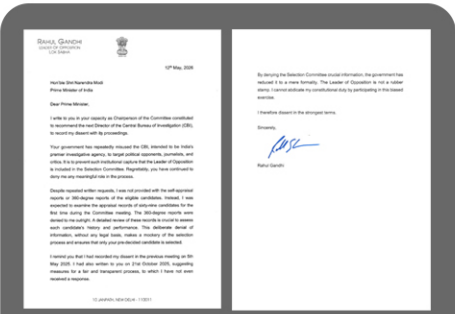 RAHUL GANDHI
LEADER OF OPPOSITION
LOK SABHA
12th May, 2026
Hon'ble Shri Narendra Modi
Prime Minister of India
Dear Prime Minister,
I write to you in your capacity as Chairperson of the Committee constituted
to recommend the next Director of the Central Bureau of Investigation (CBI),
to record my dissent with its proceedings.
Your government has repeatedly misused the CBI, intended to be India's
premier investigative agency, to target political opponents, journalists, and
critics. It is to prevent such institutional capture that the Leader of Opposition
is included in the Selection Committee. Regrettably, you have continued to
deny me any meaningful role in the process.
Despite repeated written requests, I was not provided with the self-appraisal
reports or 360-degree reports of the eligible candidates. Instead, I was
expected to examine the appraisal records of sixty-nine candidates for the
first time during the Committee meeting. The 360-degree reports were
denied to me outright. A detailed review of these records is crucial to assess
each candidate's history and performance. This deliberate denial of
information, without any legal basis, makes a mockery of the selection
process and ensures that only your pre-decided candidate is selected.
I remind you that I had recorded my dissent in the previous meeting on 5th
May 2025. I had also written to you on 21st October 2025, suggesting
measures for a fair and transparent process, to which I have not even
received a response.
10 JANPATH, NEW DELHI - 110011
By denying the Selection Committee crucial information, the government has
reduced it to a mere formality. The Leader of Opposition is not a rubber
stamp. I cannot abdicate my constitutional duty by participating in this biased
exercise.
I therefore dissent in the strongest terms.
Sincerely,
Rahul Gandhi